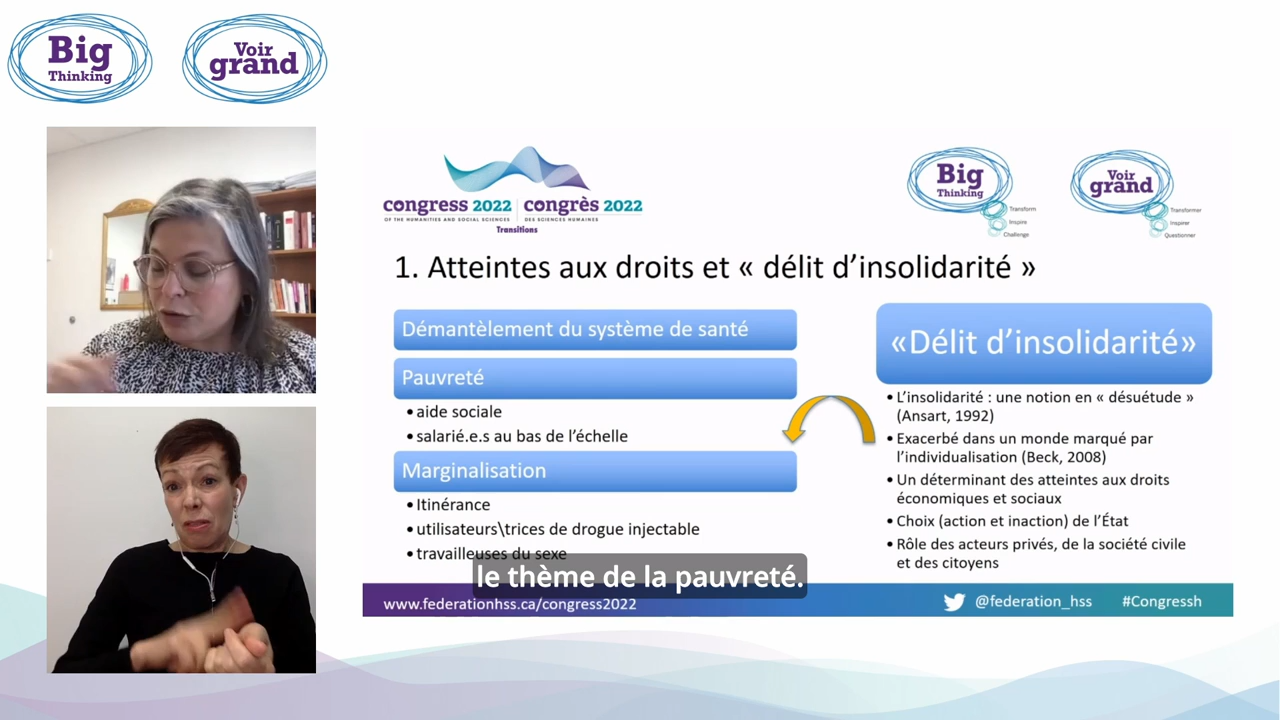 Big
Thinking
Voir
grand
congress 2022
OF THE HUMANITIES AND SOCIAL SCIENCES
congrès 2022
DES SCIENCES HUMAINES
Transitions
Big
Thinking
Transform
Inspire
Challenge
Voir
grand
Transformer
Inspirer
Questionner
1. Atteintes aux droits et « délit d’insolidarité »
Démantèlement du système de santé
Pauvreté
•aide sociale
•salarié.e.s au bas de l’échelle
Marginalisation
•Itinérance
•utilisateurs\trices de drogue injectable
•travailleuses du sexe
«Délit d’insolidarité»
•L’insolidarité : une notion en « désuétude »
(Ansart, 1992)
•Exacerbé dans un monde marqué par
l’individualisation (Beck, 2008)
•Un déterminant des atteintes aux droits
économiques et sociaux
•Choix (action et inaction) de l’État
•Rôle des acteurs privés, de la société civile
et des citoyens
le thème de la pauvreté.
www.federationhss.ca/congress2022
@federation_hss
#Congressh